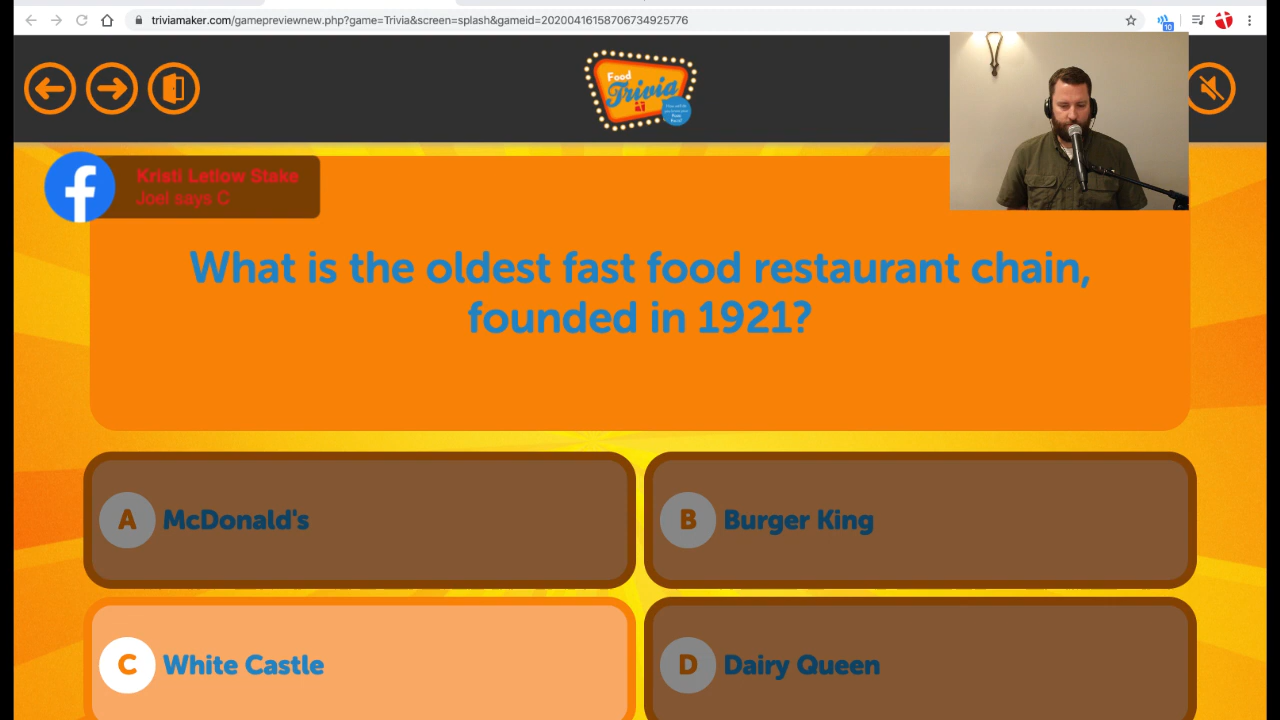 triviamaker.com/gamepreviewnew.php?game=Trivia&screen=splash&gameid=20200416158706734925776
10
Food
Trivia
Kristi Letlow Stake
Joel says C
What is the oldest fast food restaurant chain,
founded in 1921?
A McDonald's
B Burger King
C White Castle
D Dairy Queen